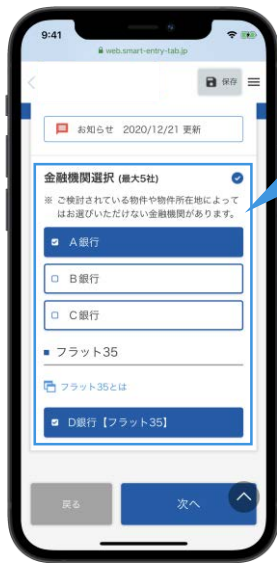 9:41
web.smart-entry-tab.jp
保存
お知らせ 2020/12/21 更新
金融機関選択 (最大5社)
※ ご検討されている物件や物件所在地によって
はお選びいただけない金融機関があります。
A銀行
B銀行
C銀行
フラット35
フラット35とは
D銀行【フラット35】
戻る
次へ